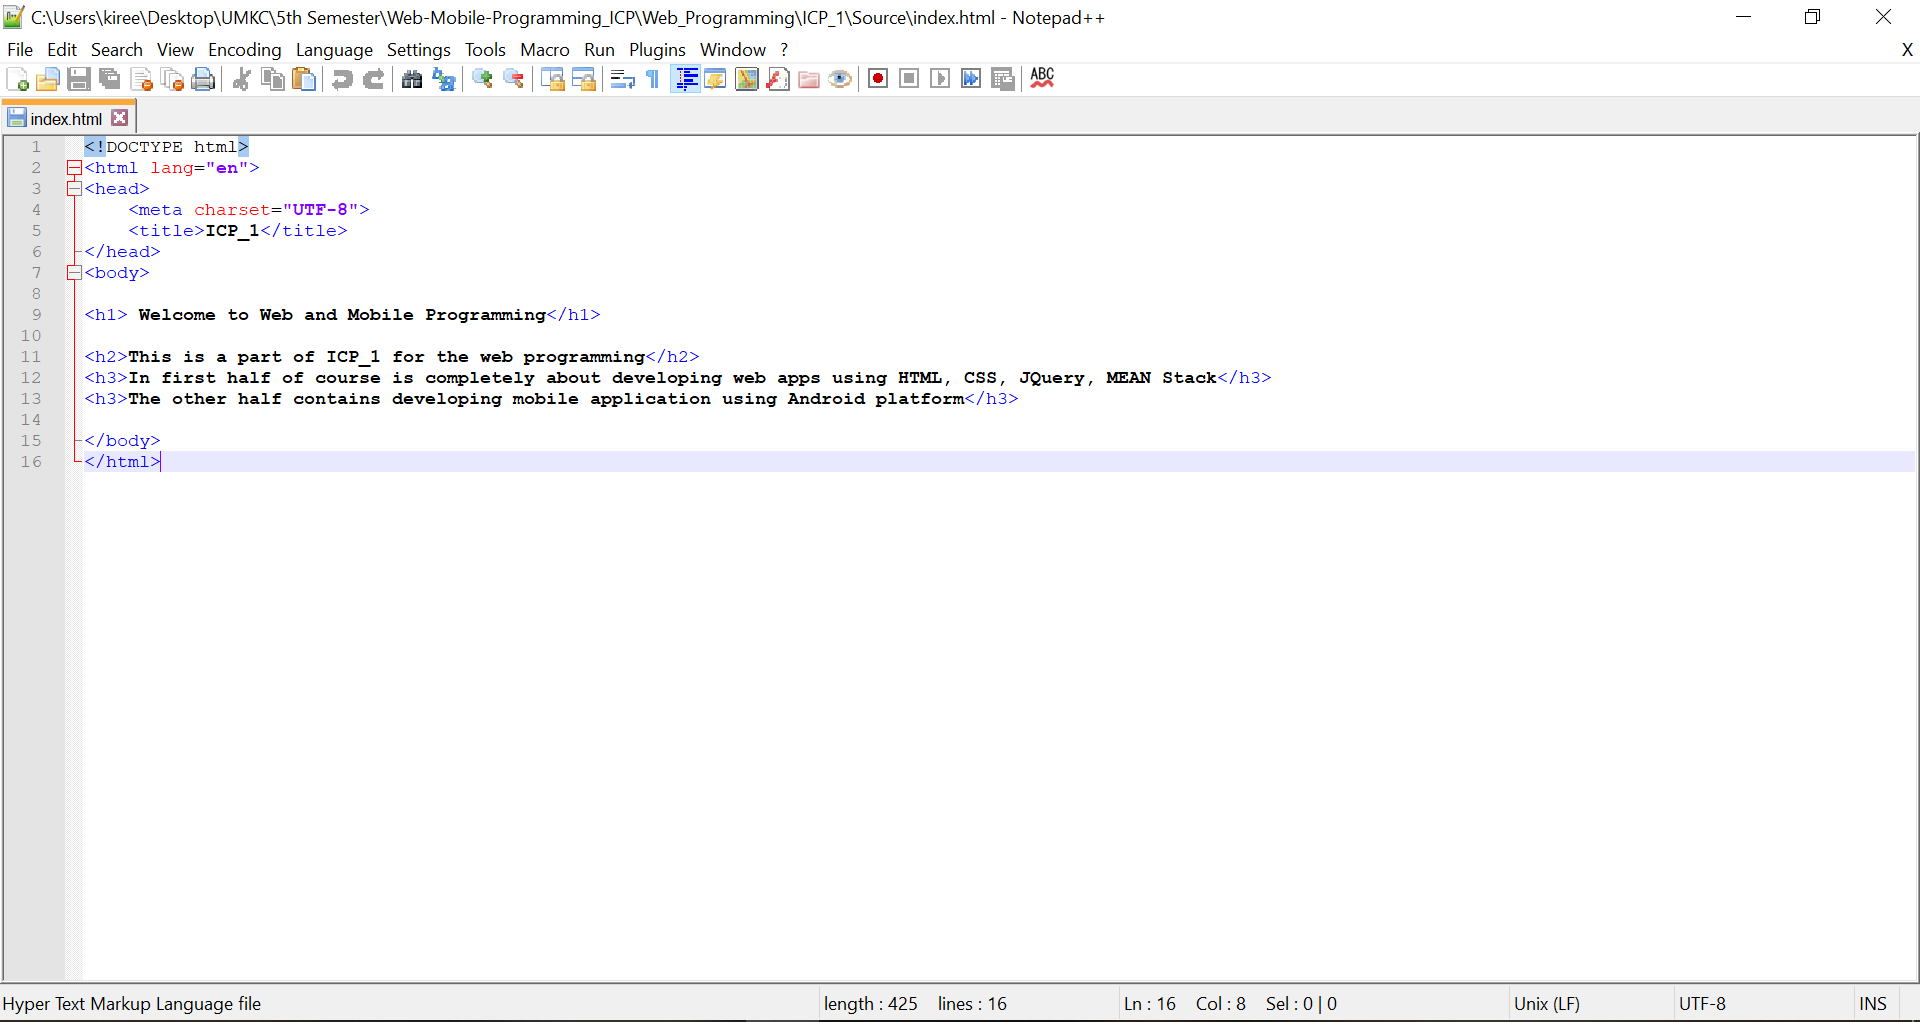 C:\Users\kiree\Desktop\UMKC\5th Semester\Web-Mobile-Programming_ICP\Web_Programming\ICP_1\Source\index.html - Notepad++
File Edit Search View Encoding Language Settings Tools Macro Run Plugins Window ? X
ABC
index.html
1 <!DOCTYPE html>
2 <html lang="en">
3 <head>
4 <meta charset="UTF-8">
5 <title>ICP_1</title>
6 </head>
7 <body>
8
9 <h1> Welcome to Web and Mobile Programming</h1>
10
11 <h2>This is a part of ICP_1 for the web programming</h2>
12 <h3>In first half of course is completely about developing web apps using HTML, CSS, JQuery, MEAN Stack</h3>
13 <h3>The other half contains developing mobile application using Android platform</h3>
14
15 </body>
16 </html>
Hyper Text Markup Language file length : 425 lines : 16 Ln : 16 Col : 8 Sel : 0 | 0 Unix (LF) UTF-8 INS